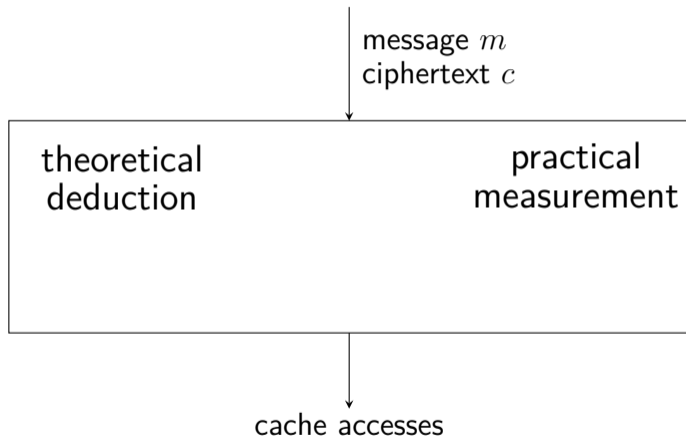 message m
ciphertext c
theoretical
deduction
practical
measurement
cache accesses